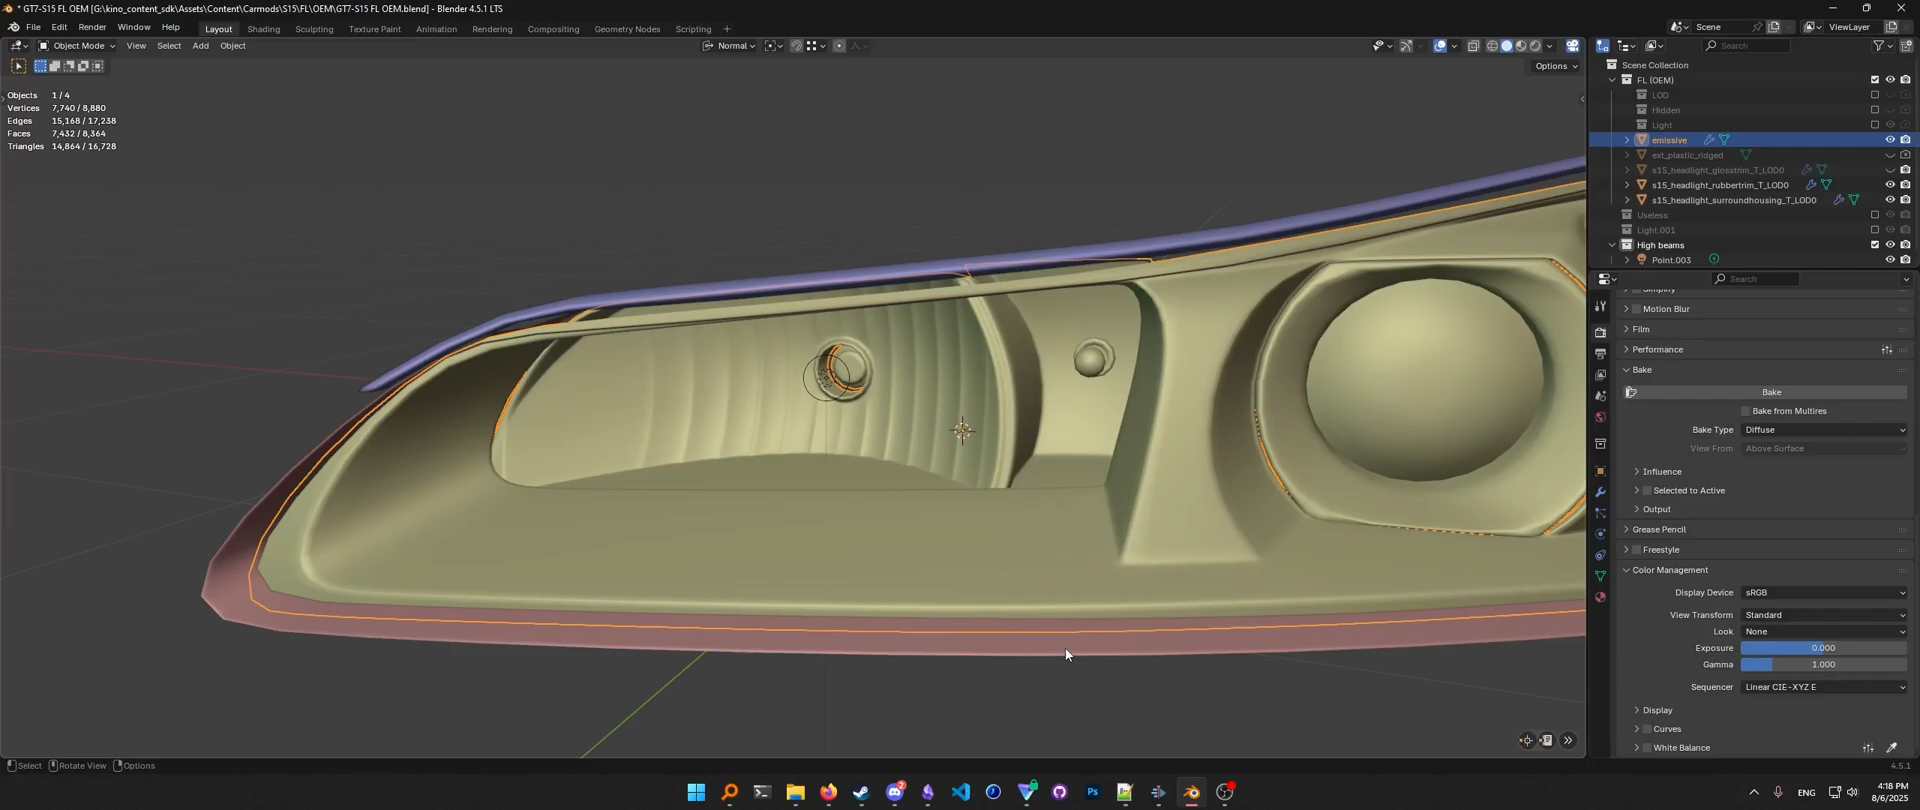 * GT7-S15 FL OEM [G:\kino_content_sdk\Assets\Content\Carmods\S15\FL\OEM\GT7-S15 FL OEM.blend] - Blender 4.5.1 LTS
File Edit Render Window Help Layout Shading Sculpting Texture Paint Animation Rendering Compositing Geometry Nodes Scripting Scene ViewLayer
Object Mode View Select Add Object Normal Search
Options
Scene Collection
FL (OEM)
Objects 1 / 4
LOD
Vertices 7,740 / 8,880
Hidden
Edges 15,168 / 17,238
Light
Faces 7,432 / 8,364
emissive
Triangles 14,864 / 16,728
ext_plastic_ridged
s15_headlight_glosstrim_T_LOD0
s15_headlight_rubbertrim_T_LOD0
s15_headlight_surroundhousing_T_LOD0
Useless
Light.001
High beams
Point.003
Search
Simplify
Motion Blur
Film
Performance
Bake
Bake
Bake from Multires
Bake Type Diffuse
View From Above Surface
Influence
Selected to Active
Output
Grease Pencil
Freestyle
Color Management
Display Device sRGB
View Transform Standard
Look None
Exposure 0.000
Gamma 1.000
Sequencer Linear CIE-XYZ E
Display
Curves
White Balance
Select Rotate View Options 4.5.1
2 Ps ENG 4:18 PM
8/6/2025